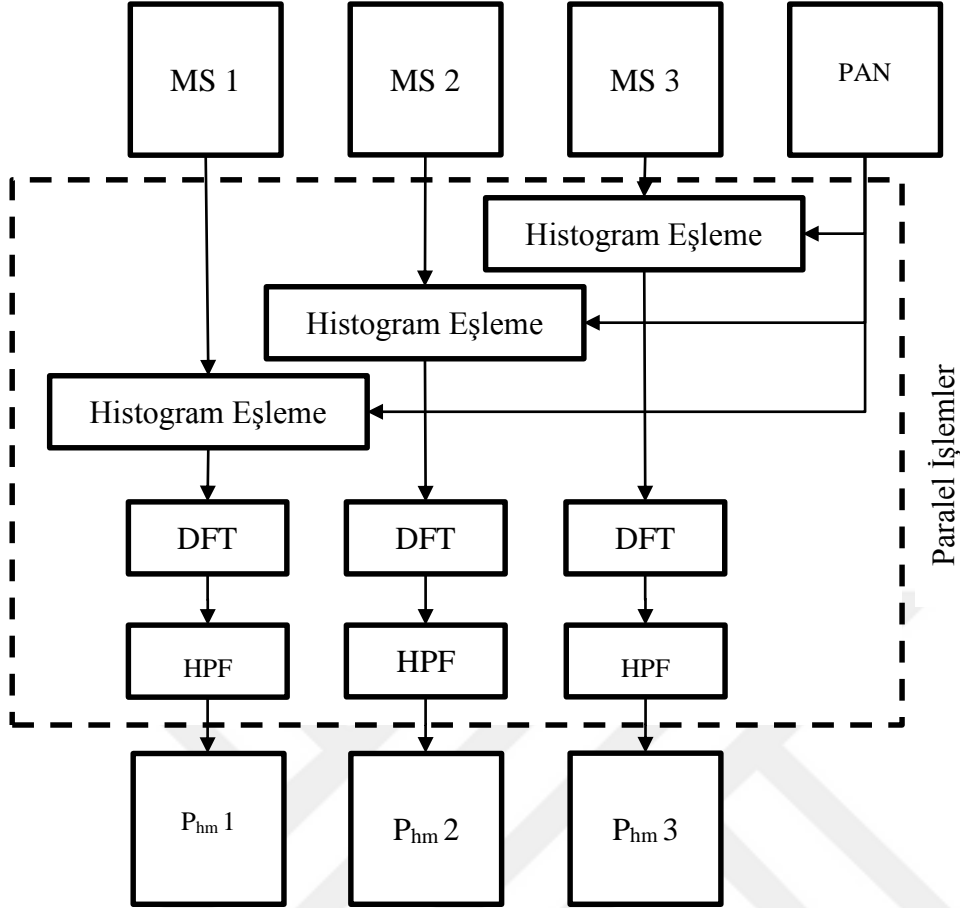 MS 1
MS 2
MS 3
PAN
Histogram Eşleme
Histogram Eşleme
Histogram Eşleme
Paralel İşlemler
DFT
DFT
DFT
HPF
HPF
HPF
Phm 1
Phm 2
Phm 3